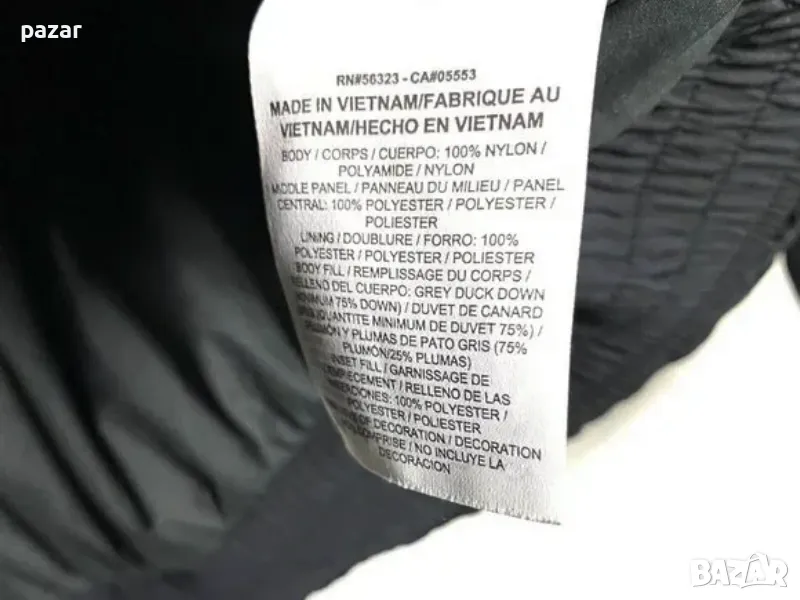 pazar
RN#56323 - CA#05553
MADE IN VIETNAM/FABRIQUE AU
VIETNAM/HECHO EN VIETNAM
BODY / CORPS / CUERPO: 100% NYLON /
POLYAMIDE / NYLON
MIDDLE PANEL / PANNEAU DU MILIEU / PANEL
CENTRAL: 100% POLYESTER / POLYESTER /
POLIESTER
LINING / DOUBLURE / FORRO: 100%
POLYESTER / POLYESTER / POLIESTER
BODY FILL / REMPLISSAGE DU CORPS /
RELLENO DEL CUERPO: GREY DUCK DOWN
MINIMUM 75% DOWN) / DUVET DE CANARD
(QUANTITE MINIMUM DE DUVET 75%) /
PLUMÓN Y PLUMAS DE PATO GRIS (75%
PLUMÓN/25% PLUMAS)
INSET FILL / GARNISSAGE DE
/ RELLENO DE LAS
100% POLYESTER /
POLYESTER / POLIESTER
OF DECORATION / DECORATION
COMPRISE / NO INCLUYE LA
DECORACION
BAZAR